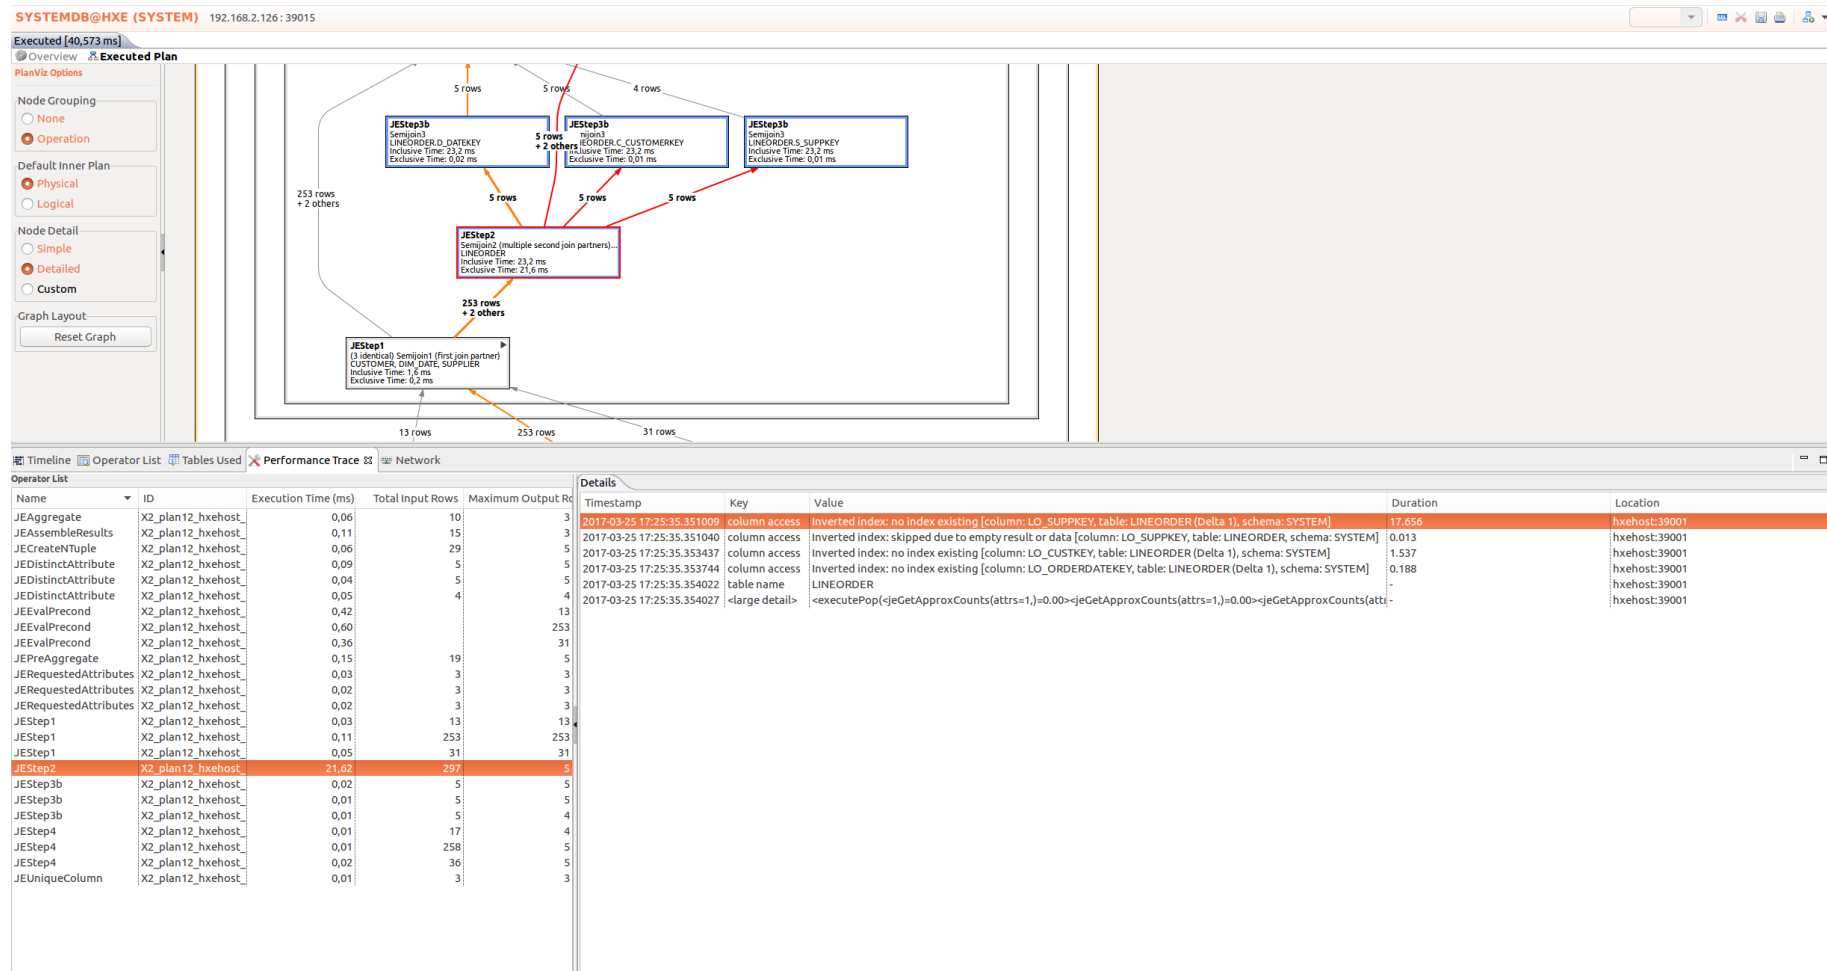 SYSTEMDB@HXE (SYSTEM) 192.168.2.126 : 39015
Executed [40,573 ms]
Overview Executed Plan
PlanViz Options
Node Grouping
None
Operation
Default Inner Plan
Physical
Logical
Node Detail
Simple
Detailed
Custom
Graph Layout
Reset Graph
5 rows
5 rows
4 rows
JEStep3b
Semijoin3
LINEORDER.D_DATEKEY
Inclusive Time: 23,2 ms
Exclusive Time: 0,02 ms
5 rows
+ 2 others
JEStep3b
mijoin3
IEORDER.C_CUSTOMERKEY
Inclusive Time: 23,2 ms
Exclusive Time: 0,01 ms
JEStep3b
Semijoin3
LINEORDER.S_SUPPKEY
Inclusive Time: 23,2 ms
Exclusive Time: 0,01 ms
253 rows
+ 2 others
5 rows
5 rows
5 rows
JEStep2
Semijoin2 (multiple second join partners)...
LINEORDER
Inclusive Time: 23,2 ms
Exclusive Time: 21,6 ms
253 rows
+ 2 others
JEStep1
(3 identical) Semijoin1 (first join partner)
CUSTOMER, DIM_DATE, SUPPLIER
Inclusive Time: 1,6 ms
Exclusive Time: 0,2 ms
13 rows
253 rows
31 rows
Timeline Operator List Tables Used Performance Trace Network
Operator List
Name ID Execution Time (ms) Total Input Rows Maximum Output Ro
JEAggregate X2_plan12_hxehost_ 0,06 10 3
JEAssembleResults X2_plan12_hxehost_ 0,11 15 3
JECreateNTuple X2_plan12_hxehost_ 0,06 29 5
JEDistinctAttribute X2_plan12_hxehost_ 0,09 5 5
JEDistinctAttribute X2_plan12_hxehost_ 0,04 5 5
JEDistinctAttribute X2_plan12_hxehost_ 0,05 4 4
JEEvalPrecond X2_plan12_hxehost_ 0,42 13
JEEvalPrecond X2_plan12_hxehost_ 0,60 253
JEEvalPrecond X2_plan12_hxehost_ 0,36 31
JEPreAggregate X2_plan12_hxehost_ 0,15 19 5
JERequestedAttributes X2_plan12_hxehost_ 0,03 3 3
JERequestedAttributes X2_plan12_hxehost_ 0,02 3 3
JERequestedAttributes X2_plan12_hxehost_ 0,02 3 3
JEStep1 X2_plan12_hxehost_ 0,03 13 13
JEStep1 X2_plan12_hxehost_ 0,11 253 253
JEStep1 X2_plan12_hxehost_ 0,05 31 31
JEStep2 X2_plan12_hxehost_ 21,62 297 5
JEStep3b X2_plan12_hxehost_ 0,02 5 5
JEStep3b X2_plan12_hxehost_ 0,01 5 5
JEStep3b X2_plan12_hxehost_ 0,01 5 4
JEStep4 X2_plan12_hxehost_ 0,01 17 4
JEStep4 X2_plan12_hxehost_ 0,01 258 5
JEStep4 X2_plan12_hxehost_ 0,02 36 5
JEUniqueColumn X2_plan12_hxehost_ 0,01 3 3
Details
Timestamp Key Value Duration Location
2017-03-25 17:25:35.351009 column access Inverted index: no index existing [column: LO_SUPPKEY, table: LINEORDER (Delta 1), schema: SYSTEM] 17.656 hxehost:39001
2017-03-25 17:25:35.351040 column access Inverted index: skipped due to empty result or data [column: LO_SUPPKEY, table: LINEORDER, schema: SYSTEM] 0.013 hxehost:39001
2017-03-25 17:25:35.353437 column access Inverted index: no index existing [column: LO_CUSTKEY, table: LINEORDER (Delta 1), schema: SYSTEM] 1.537 hxehost:39001
2017-03-25 17:25:35.353744 column access Inverted index: no index existing [column: LO_ORDERDATEKEY, table: LINEORDER (Delta 1), schema: SYSTEM] 0.188 hxehost:39001
2017-03-25 17:25:35.354022 table name LINEORDER - hxehost:39001
2017-03-25 17:25:35.354027 <large detail> <executePop(<jeGetApproxCounts(attrs=1,)=0.00><jeGetApproxCounts(attrs=1,)=0.00><jeGetApproxCounts(attr - hxehost:39001